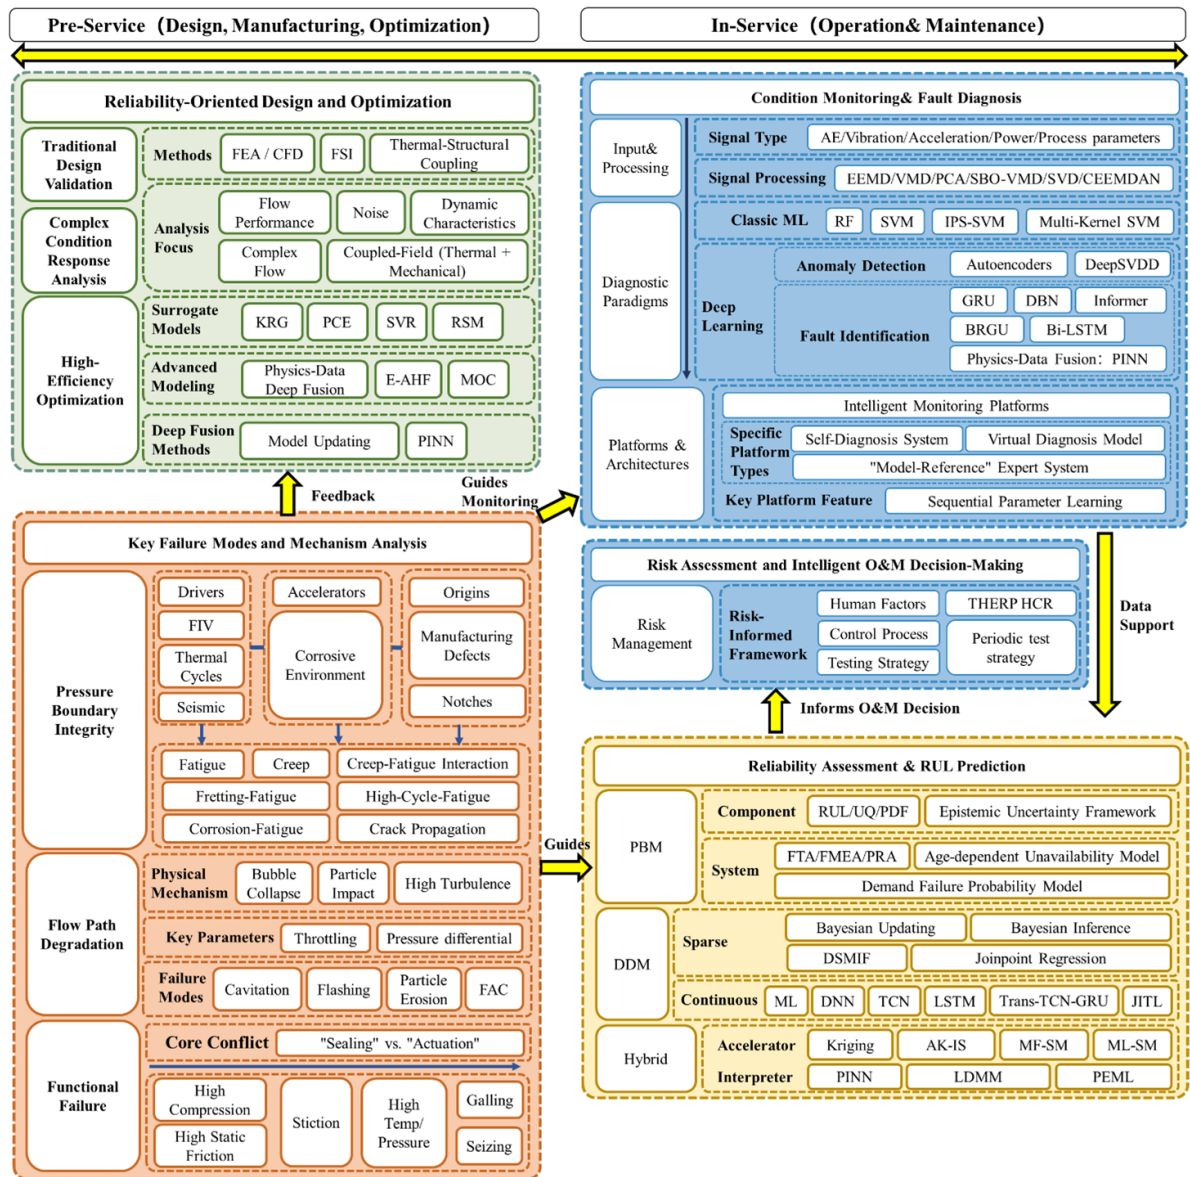 Pre-Service（Design, Manufacturing, Optimization）
In-Service（Operation& Maintenance）
Reliability-Oriented Design and Optimization
Traditional
Design
Validation
Methods
FEA / CFD
FSI
Thermal-Structural
Coupling
Complex
Condition
Response
Analysis
Analysis
Focus
Flow
Performance
Noise
Dynamic
Characteristics
Complex
Flow
Coupled-Field (Thermal +
Mechanical)
High-
Efficiency
Optimization
Surrogate
Models
KRG
PCE
SVR
RSM
Advanced
Modeling
Physics-Data
Deep Fusion
E-AHF
MOC
Deep Fusion
Methods
Model Updating
PINN
Feedback
Guides
Monitoring
Key Failure Modes and Mechanism Analysis
Pressure
Boundary
Integrity
Drivers
FIV
Thermal
Cycles
Seismic
Accelerators
Corrosive
Environment
Origins
Manufacturing
Defects
Notches
Fatigue
Creep
Creep-Fatigue Interaction
Fretting-Fatigue
High-Cycle-Fatigue
Corrosion-Fatigue
Crack Propagation
Flow Path
Degradation
Physical
Mechanism
Bubble
Collapse
Particle
Impact
High Turbulence
Key Parameters
Throttling
Pressure differential
Failure
Modes
Cavitation
Flashing
Particle
Erosion
FAC
Functional
Failure
Core Conflict
"Sealing" vs. "Actuation"
High
Compression
High Static
Friction
Stiction
High
Temp/
Pressure
Galling
Seizing
Guides
Condition Monitoring& Fault Diagnosis
Input&
Processing
Signal Type
AE/Vibration/Acceleration/Power/Process parameters
Signal Processing
EEMD/VMD/PCA/SBO-VMD/SVD/CEEMDAN
Diagnostic
Paradigms
Classic ML
RF
SVM
IPS-SVM
Multi-Kernel SVM
Deep
Learning
Anomaly Detection
Autoencoders
DeepSVDD
Fault Identification
GRU
DBN
Informer
BRGU
Bi-LSTM
Physics-Data Fusion：PINN
Platforms &
Architectures
Intelligent Monitoring Platforms
Specific
Platform
Types
Self-Diagnosis System
Virtual Diagnosis Model
"Model-Reference" Expert System
Key Platform Feature
Sequential Parameter Learning
Data
Support
Risk Assessment and Intelligent O&M Decision-Making
Risk
Management
Risk-
Informed
Framework
Human Factors
THERP HCR
Control Process
Testing Strategy
Periodic test
strategy
Informs O&M Decision
Reliability Assessment & RUL Prediction
PBM
Component
RUL/UQ/PDF
Epistemic Uncertainty Framework
System
FTA/FMEA/PRA
Age-dependent Unavailability Model
Demand Failure Probability Model
DDM
Sparse
Bayesian Updating
Bayesian Inference
DSMIF
Joinpoint Regression
Continuous
ML
DNN
TCN
LSTM
Trans-TCN-GRU
JITL
Hybrid
Accelerator
Kriging
AK-IS
MF-SM
ML-SM
Interpreter
PINN
LDMM
PEML